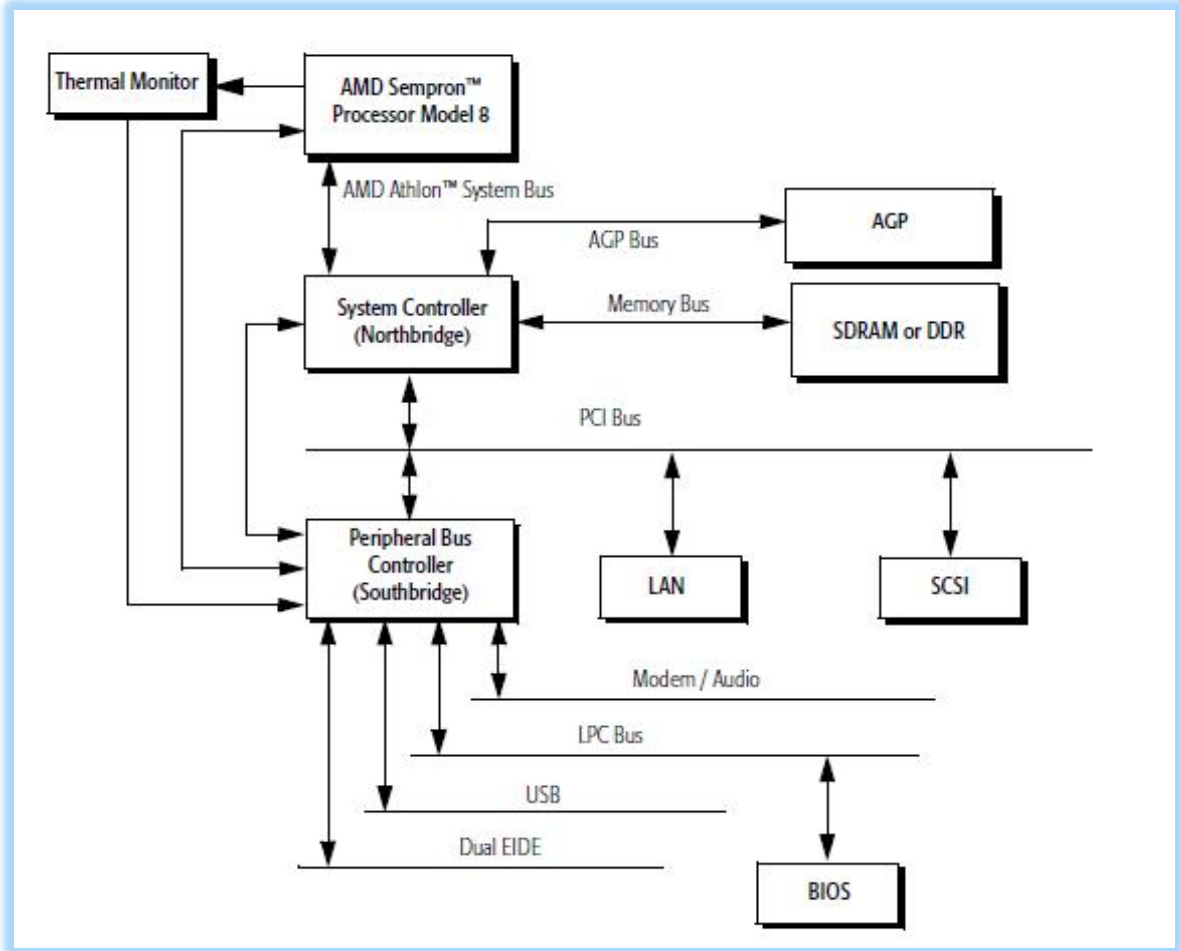 Thermal Monitor
AMD Sempron™
Processor Model 8
AMD Athlon™ System Bus
AGP
AGP Bus
System Controller
(Northbridge)
Memory Bus
SDRAM or DDR
PCI Bus
Peripheral Bus
Controller
(Southbridge)
LAN
SCSI
Modem / Audio
LPC Bus
USB
Dual EIDE
BIOS